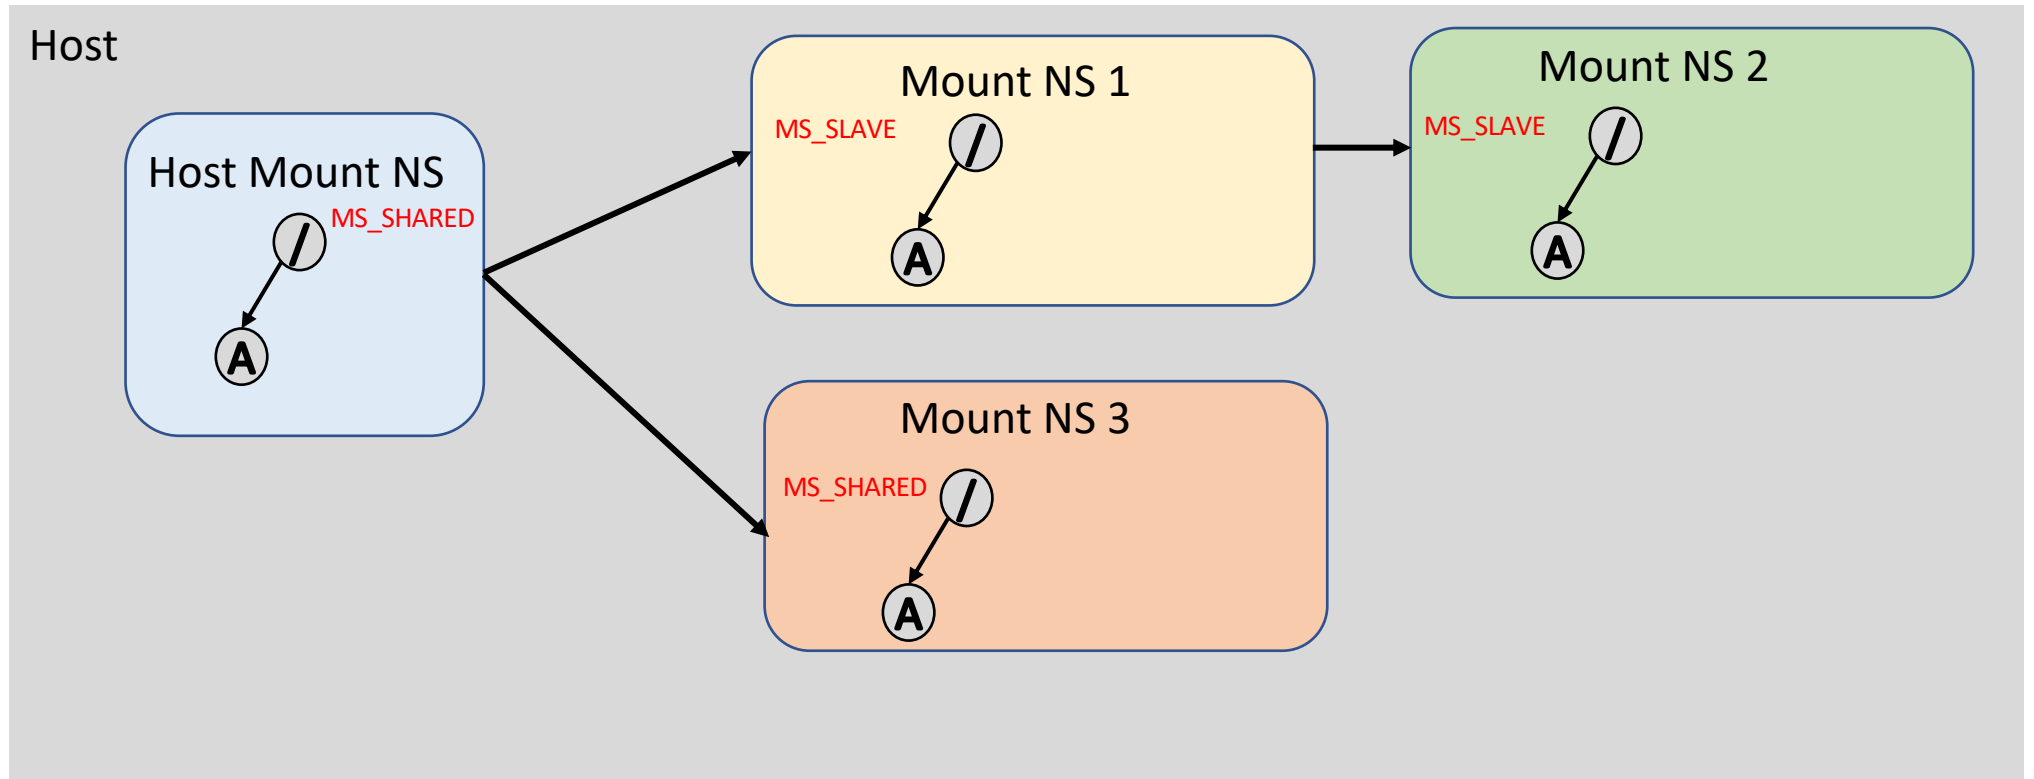 Host
Host Mount NS
MS_SHARED
/
A
Mount NS 1
MS_SLAVE
/
A
Mount NS 2
MS_SLAVE
/
A
Mount NS 3
MS_SHARED
/
A